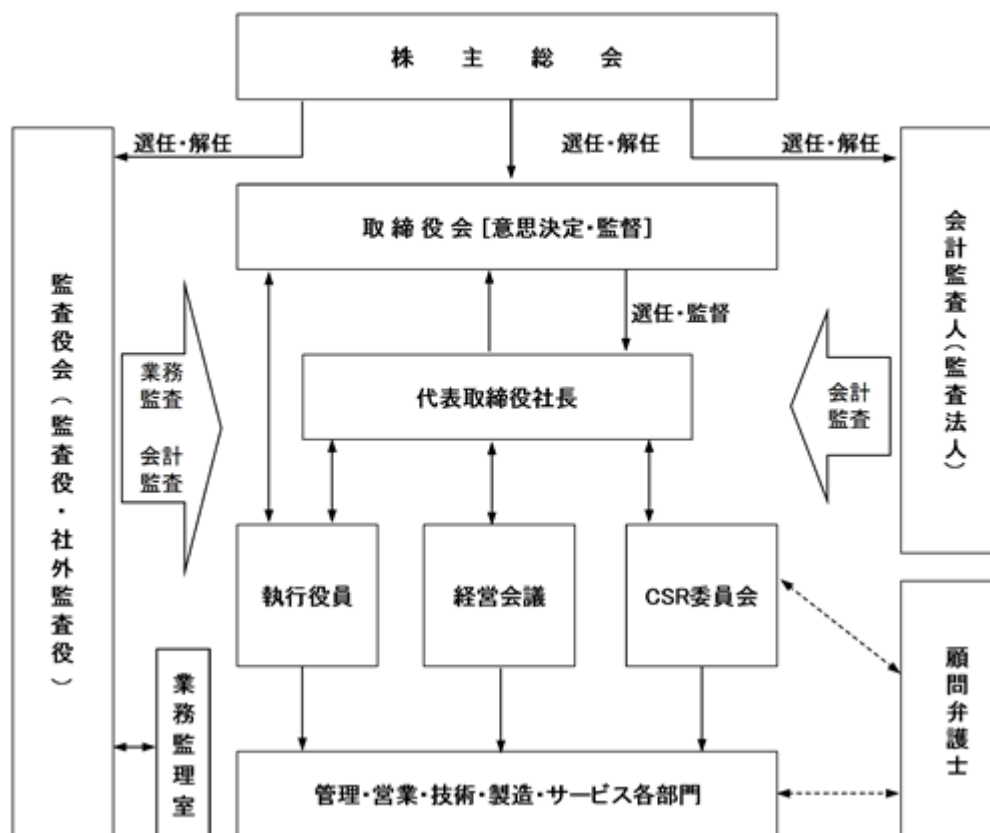 株主総会
選任・解任
選任・解任
選任・解任
取締役会［意思決定・監督］
監査役会（監査役・社外監査役）
会計監査人（監査法人）
選任・監督
業務
監査
会計
監査
代表取締役社長
会計
監査
執行役員
経営会議
CSR委員会
業務監理室
顧問弁護士
管理・営業・技術・製造・サービス各部門